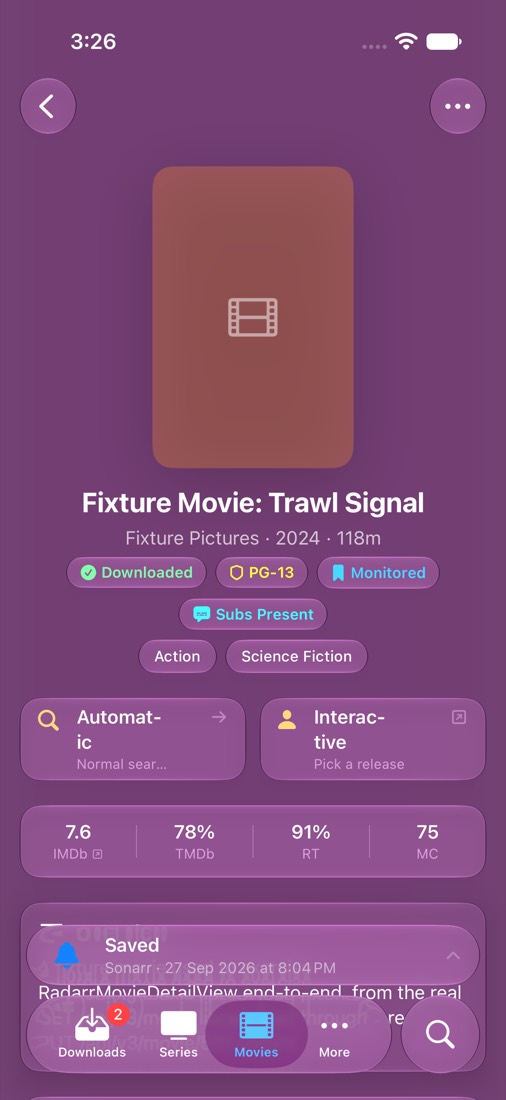 3:26
Fixture Movie: Trawl Signal
Fixture Pictures · 2024 · 118m
Downloaded
PG-13
Monitored
Subs Present
Action
Science Fiction
Automat-
ic
Normal sear...
Interac-
tive
Pick a release
7.6
IMDb
78%
TMDb
91%
RT
75
MC
Saved
Sonarr · 27 Sep 2026 at 8:04 PM
RadarrMovieDetailView end-to-end, from the real
2
Downloads
Series
Movies
More